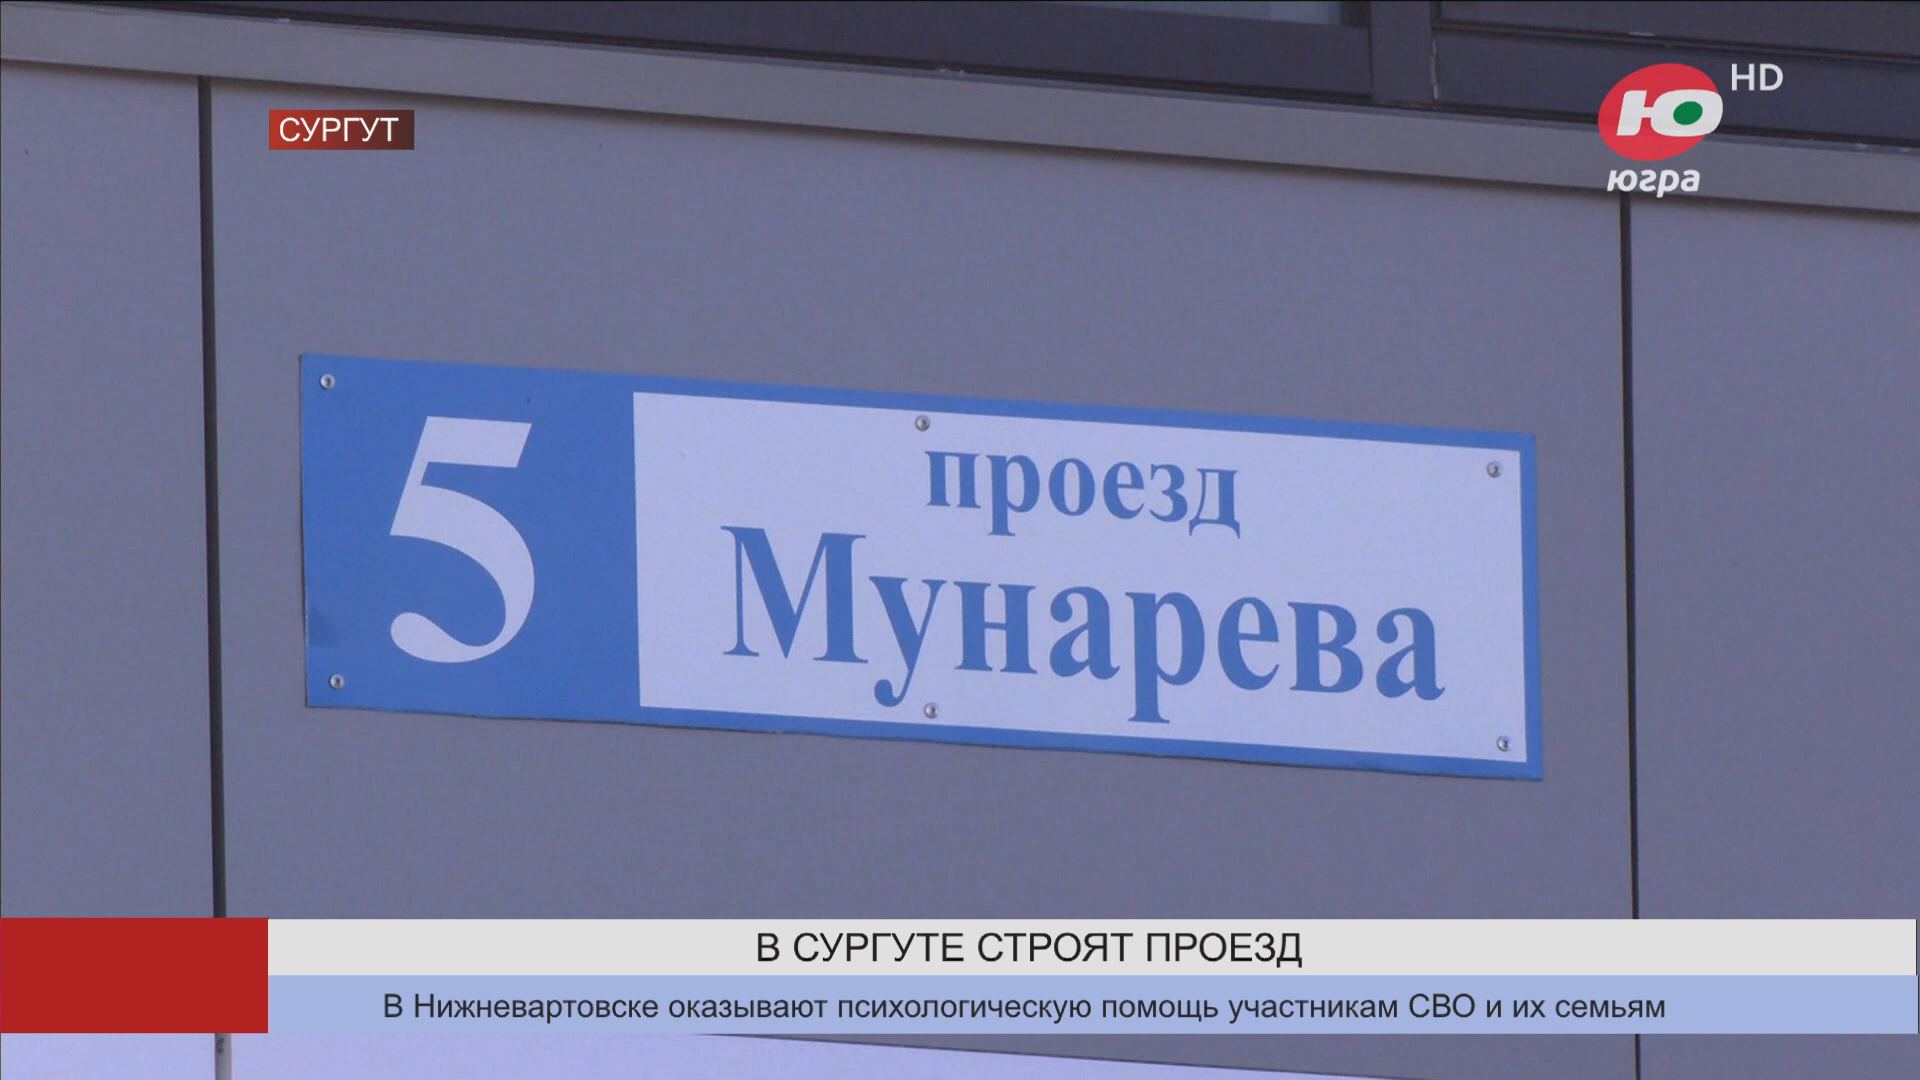 HD
СУРГУТ
Ю
югра
5
проезд
Мунарева
В СУРГУТЕ СТРОЯТ ПРОЕЗД
В Нижневартовске оказывают психологическую помощь участникам СВО и их семьям